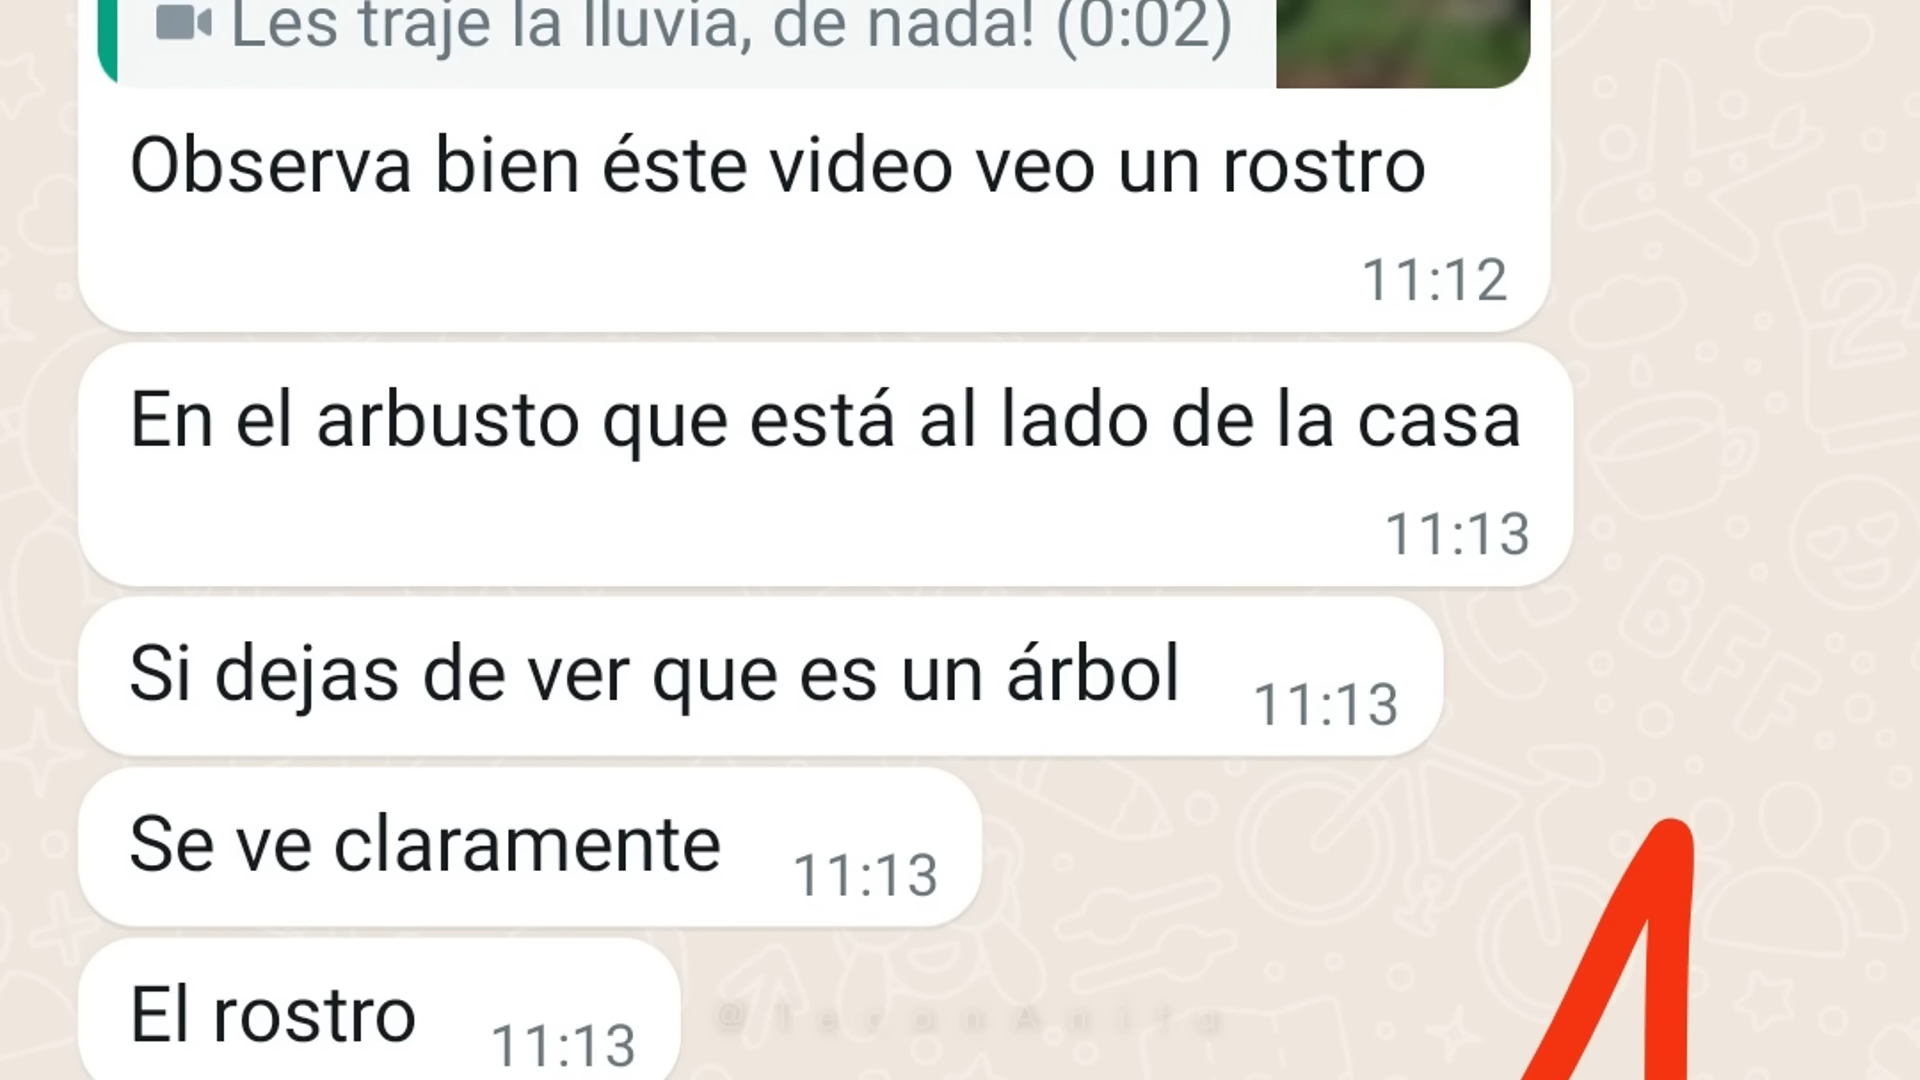 Les traje la lluvia, de nada! (0:02)
Observa bien éste video veo un rostro
11:12
En el arbusto que está al lado de la casa
11:13
Si dejas de ver que es un árbol 11:13
Se ve claramente 11:13
El rostro 11:13